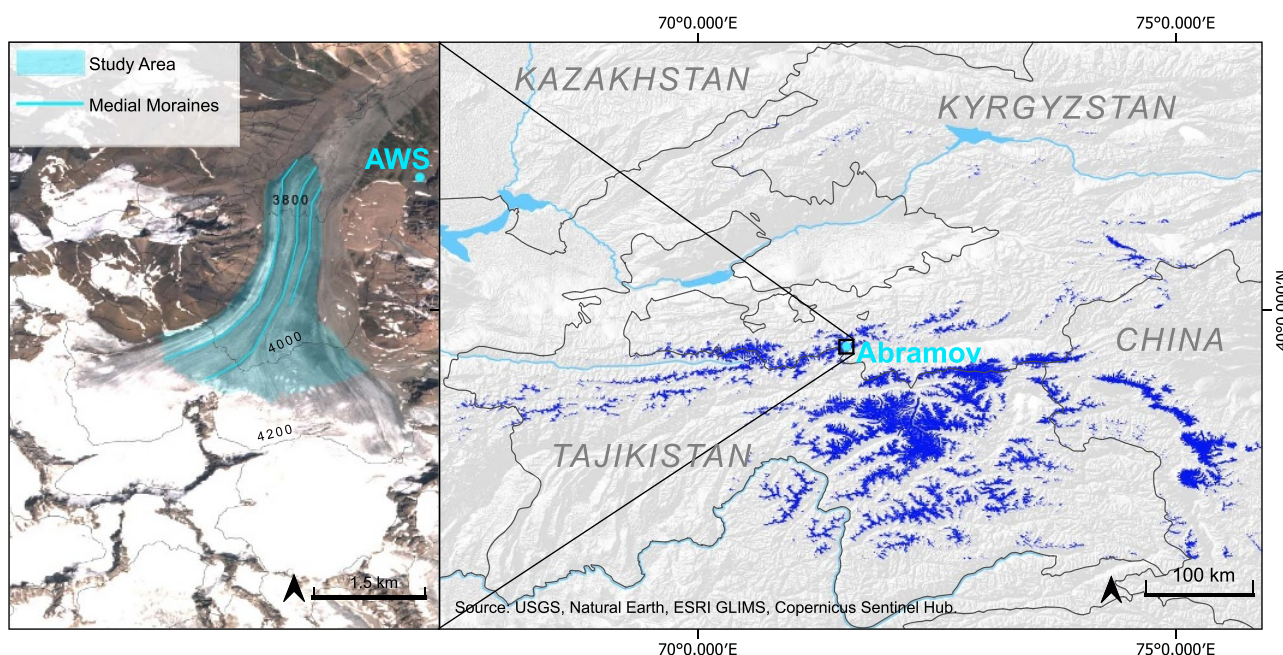 70°0.000′E
75°0.000′E
Study Area
Medial Moraines
AWS
3800
4000
4200
1.5 km
KAZAKHSTAN
KYRGYZSTAN
CHINA
Abramov
TAJIKISTAN
100 km
Source: USGS, Natural Earth, ESRI GLIMS, Copernicus Sentinel Hub.
70°0.000′E
75°0.000′E